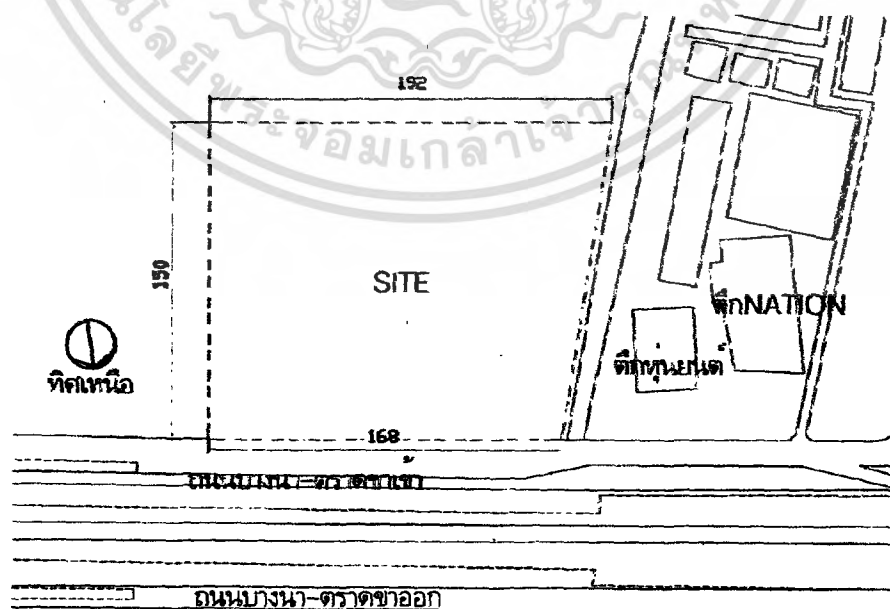 192
150
SITE
ตึกNATION
ทิศเหนือ
ตึกหุ่นยนต์
168
ถนนบางนา-ตราดขาเข้า
ถนนบางนา-ตราดขาออก